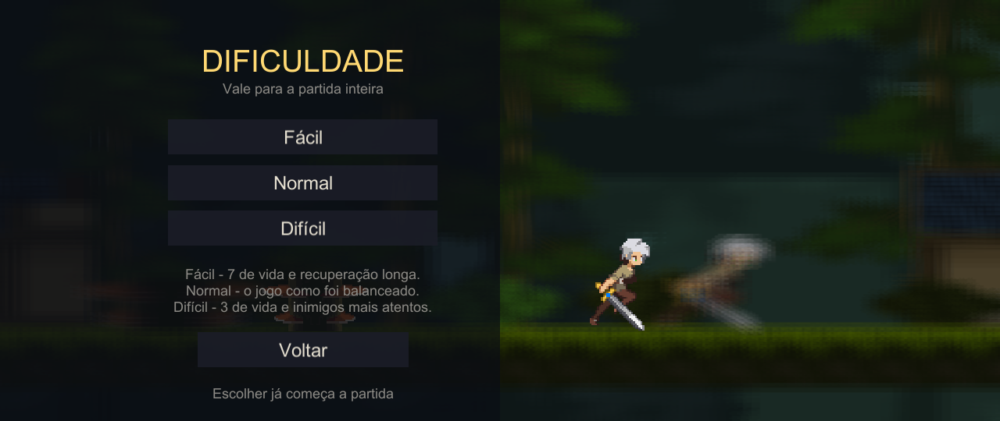 DIFICULDADE
Vale para a partida inteira
Fácil
Normal
Difícil
Fácil - 7 de vida e recuperação longa.
Normal - o jogo como foi balanceado.
Difícil - 3 de vida e inimigos mais atentos.
Voltar
Escolher já começa a partida